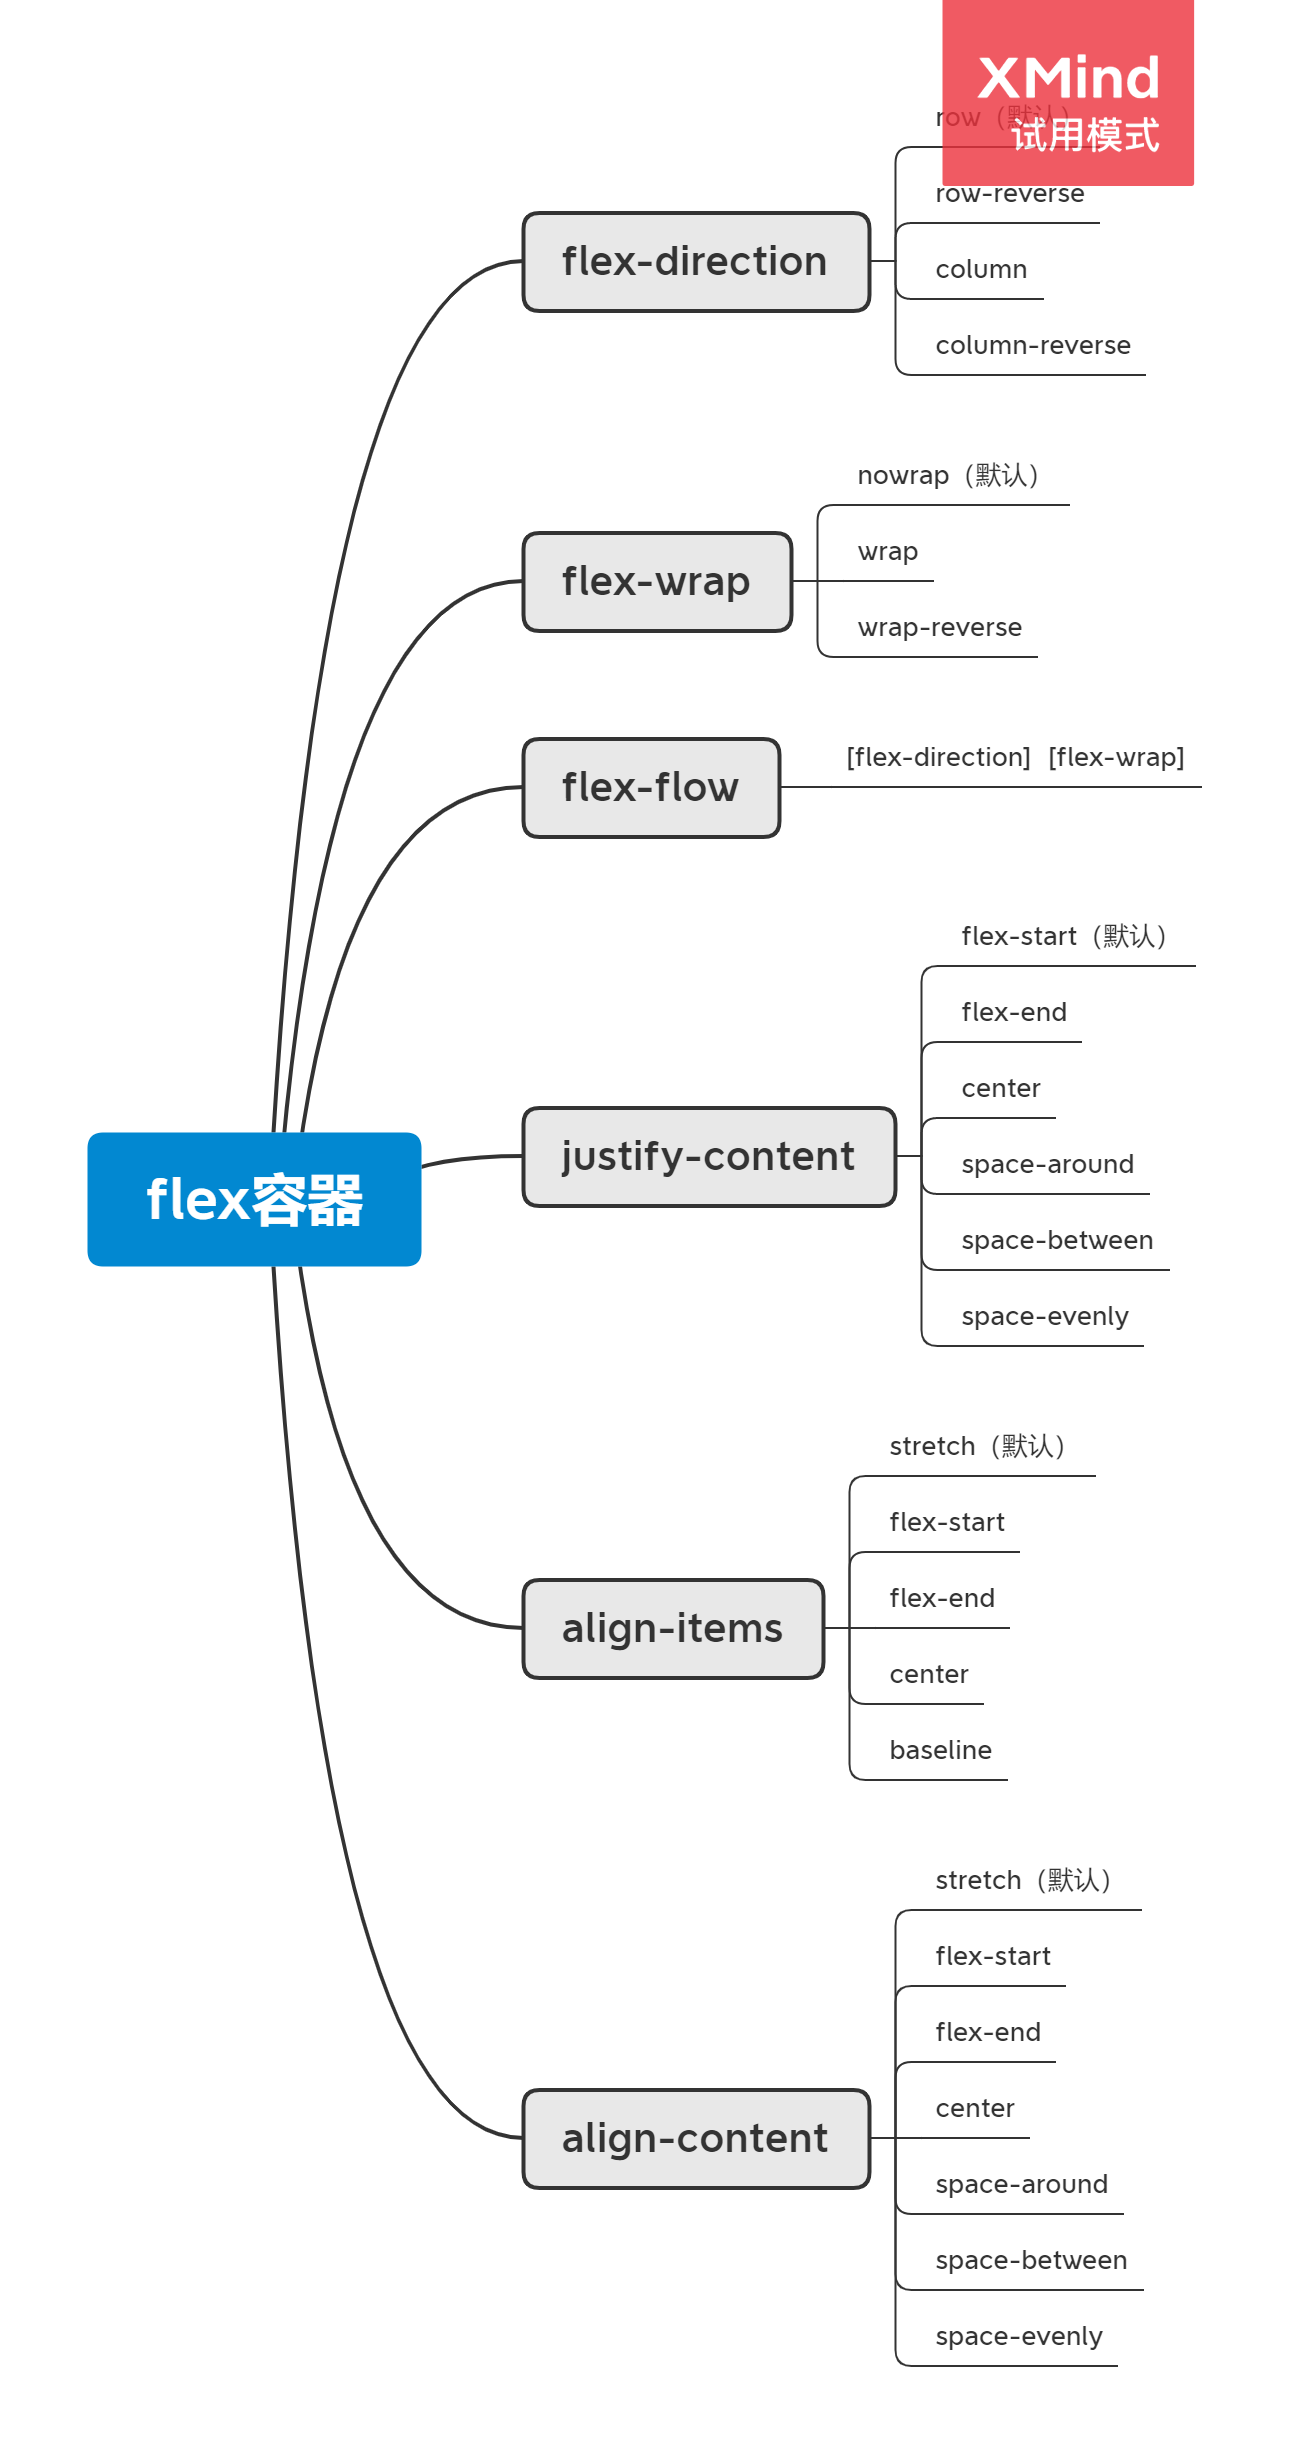 XMind
试用模式
row（默认）
row-reverse
flex-direction
column
column-reverse
nowrap（默认）
wrap
flex-wrap
wrap-reverse
flex-flow
[flex-direction] [flex-wrap]
flex-start（默认）
flex-end
center
justify-content
space-around
space-between
space-evenly
flex容器
stretch（默认）
flex-start
flex-end
align-items
center
baseline
stretch（默认）
flex-start
flex-end
center
align-content
space-around
space-between
space-evenly